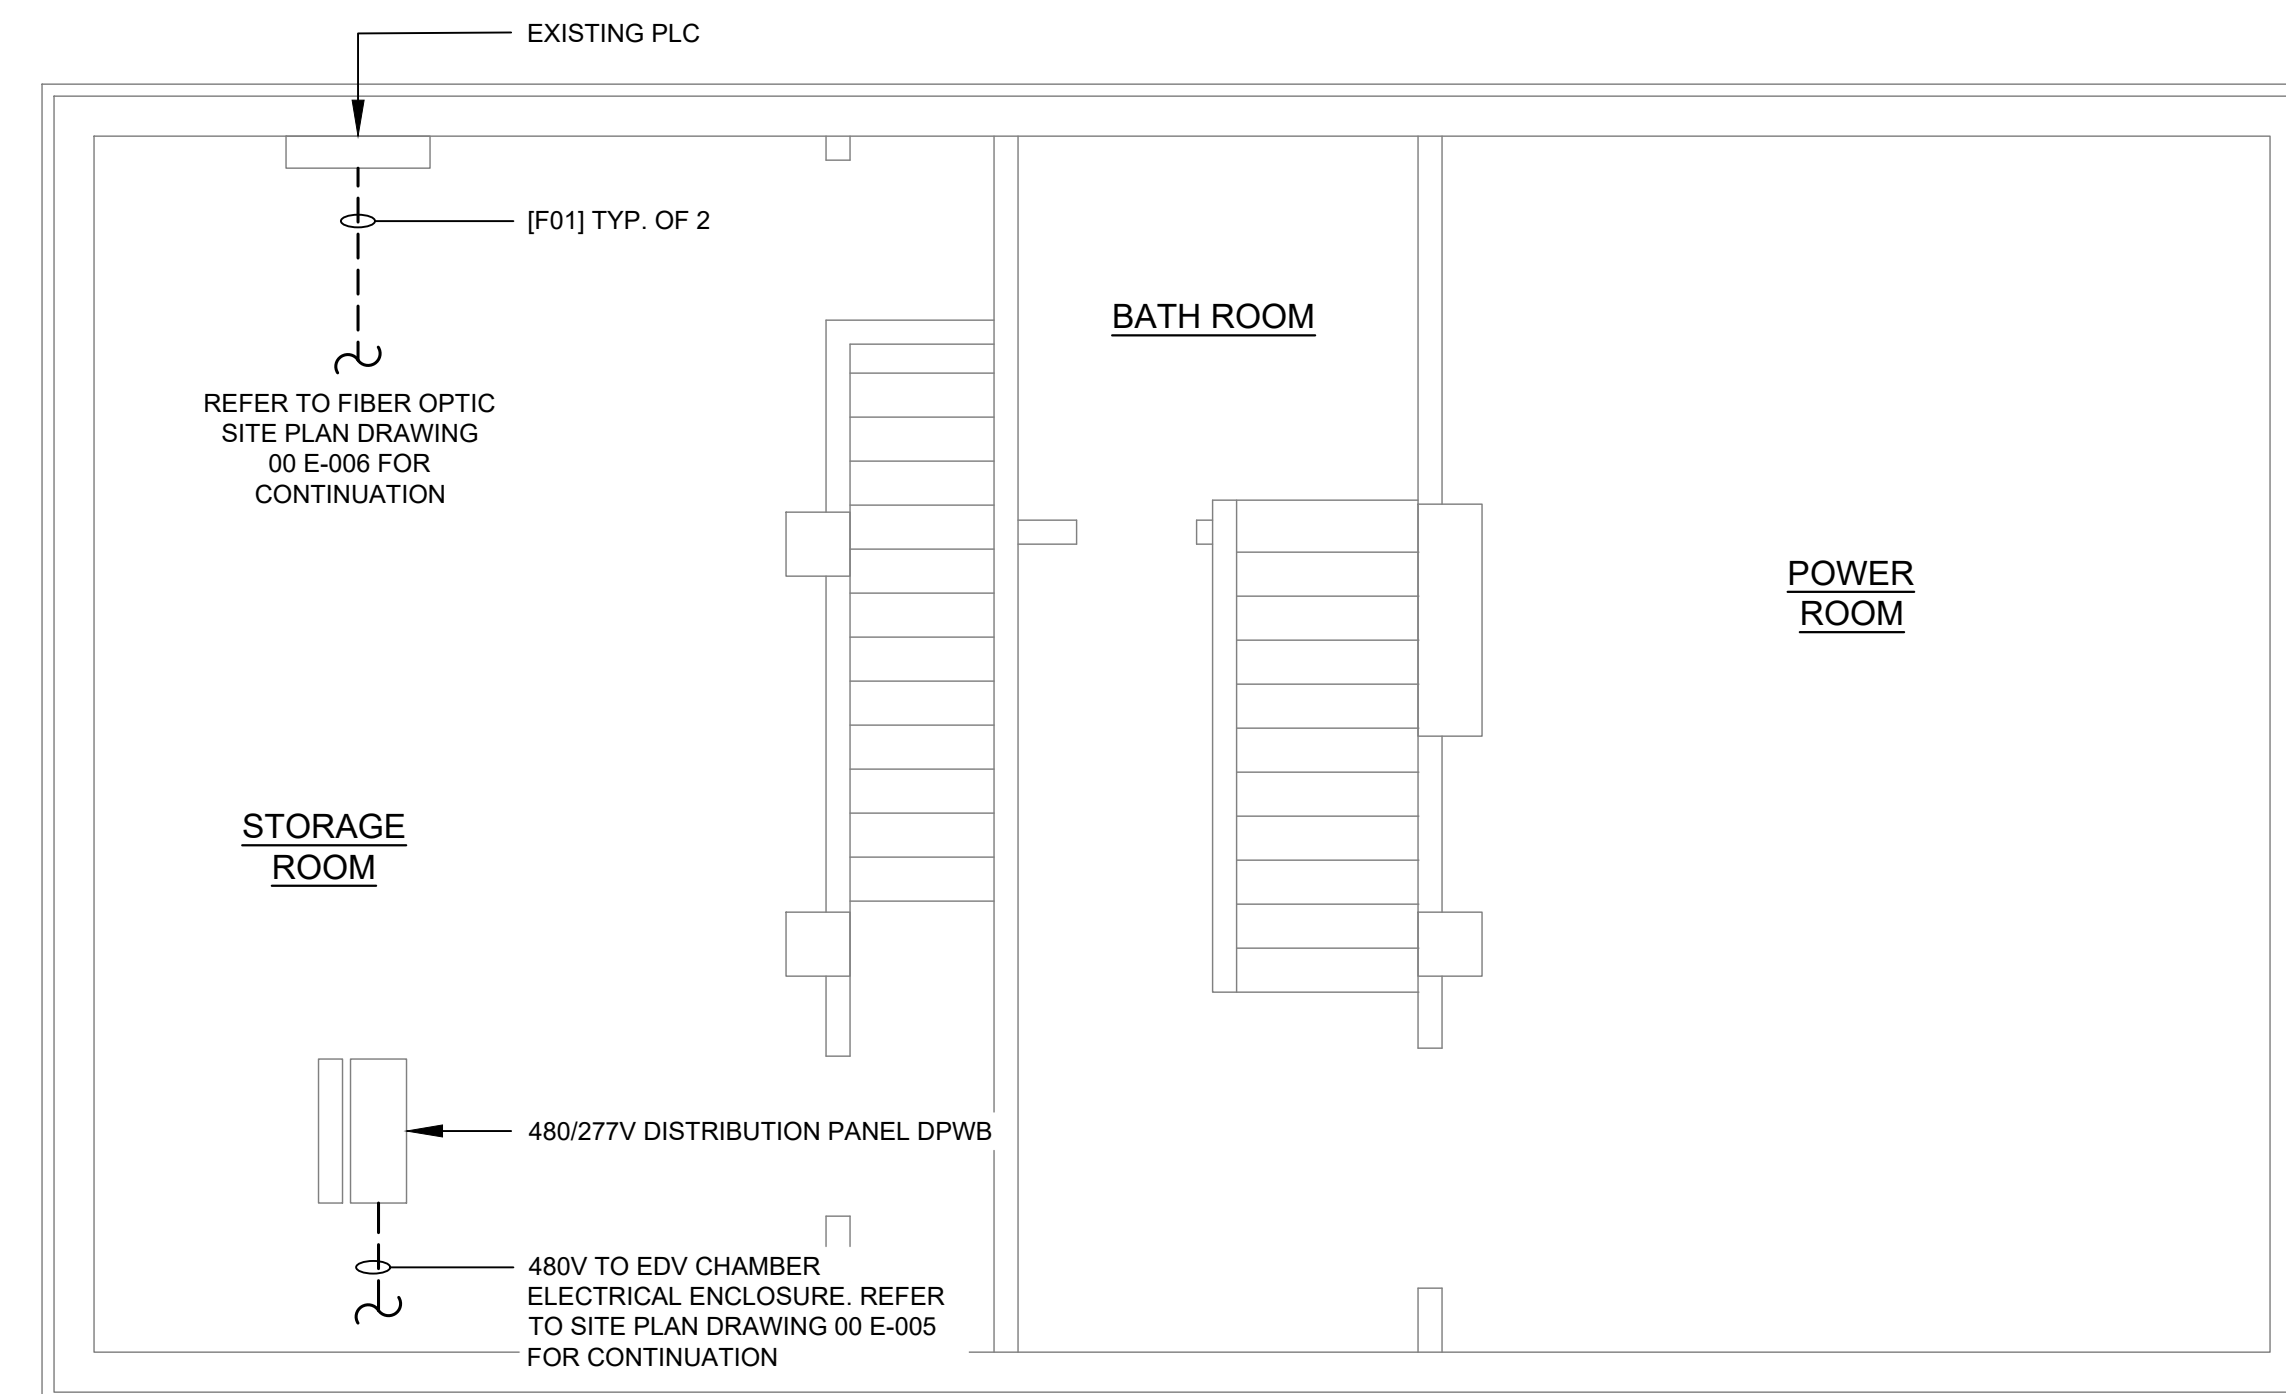 EXISTING PLC
[F01] TYP. OF 2
BATH ROOM
REFER TO FIBER OPTIC
SITE PLAN DRAWING
00 E-006 FOR
CONTINUATION
POWER
ROOM
STORAGE
ROOM
480/277V DISTRIBUTION PANEL DPWB
480V TO EDV CHAMBER
ELECTRICAL ENCLOSURE. REFER
TO SITE PLAN DRAWING 00 E-005
FOR CONTINUATION